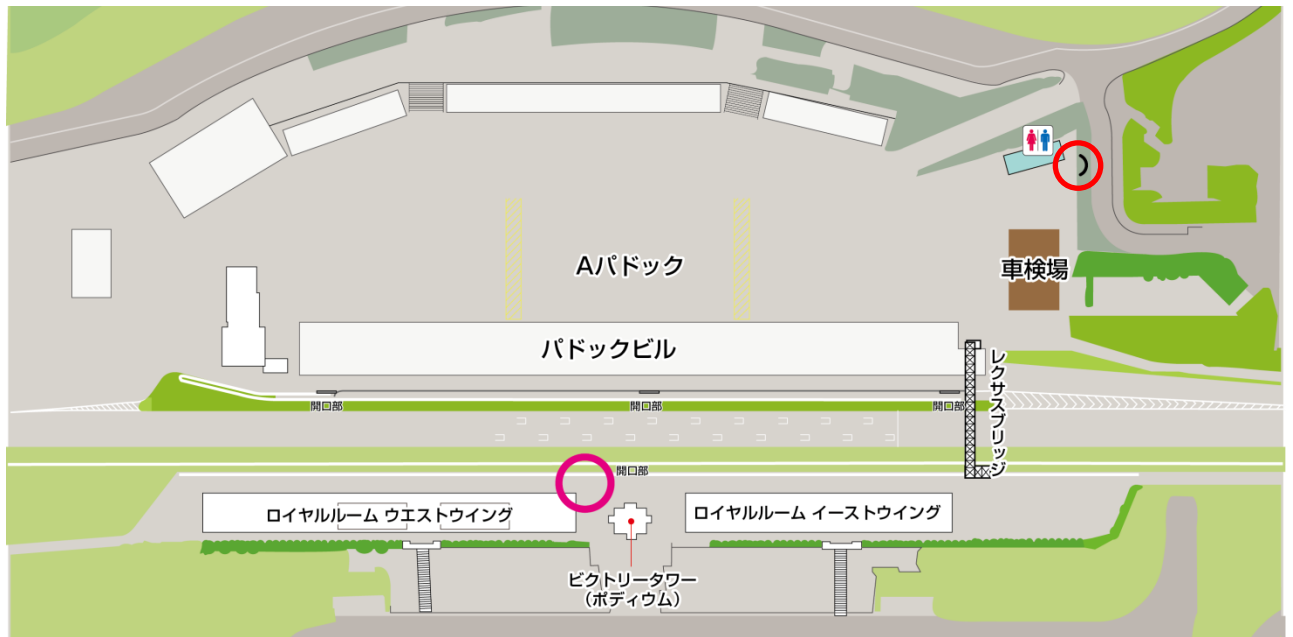 Aパドック
車検場
パドックビル
レクサスブリッジ
開口部
開口部
開口部
開口部
ロイヤルルーム ウエストウイング
ロイヤルルーム イーストウイング
ビクトリータワー
(ポディウム)